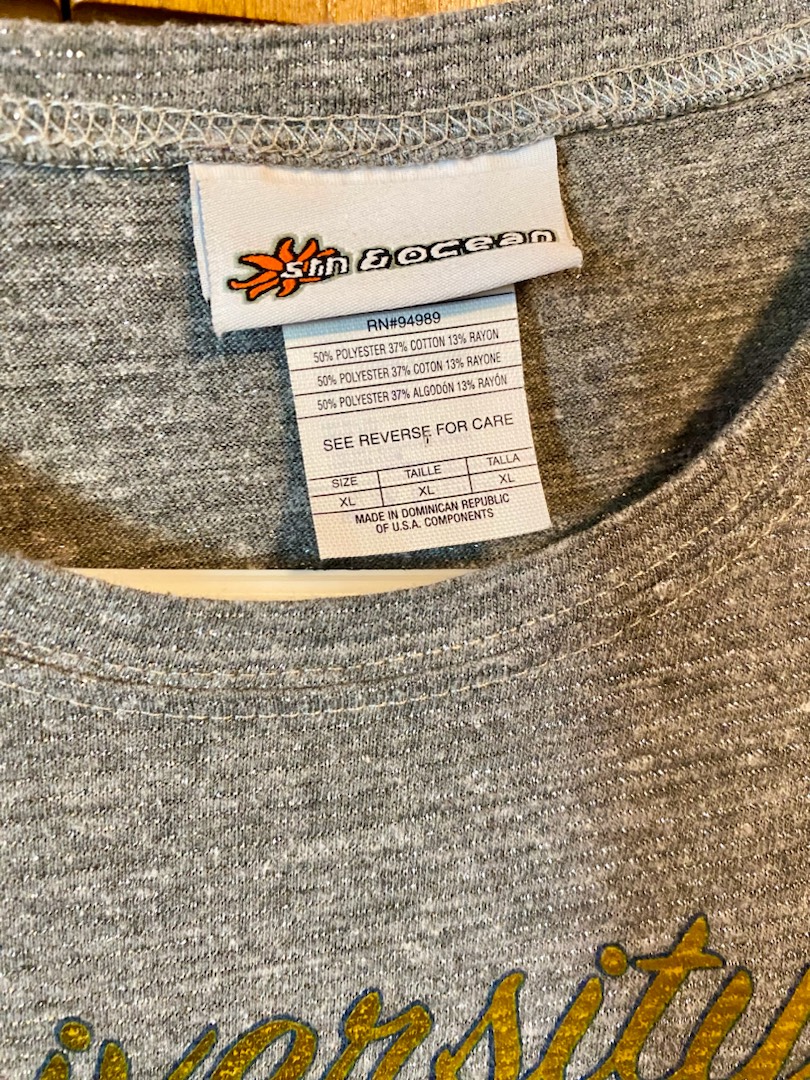 sun & ocean
RN#94989
50% POLYESTER 37% COTTON 13% RAYON
50% POLYESTER 37% COTON 13% RAYONE
50% POLYESTER 37% ALGODÓN 13% RAYÓN
SEE REVERSE FOR CARE
SIZE TAILLE TALLA
XL XL XL
MADE IN DOMINICAN REPUBLIC
OF U.S.A. COMPONENTS
iversity